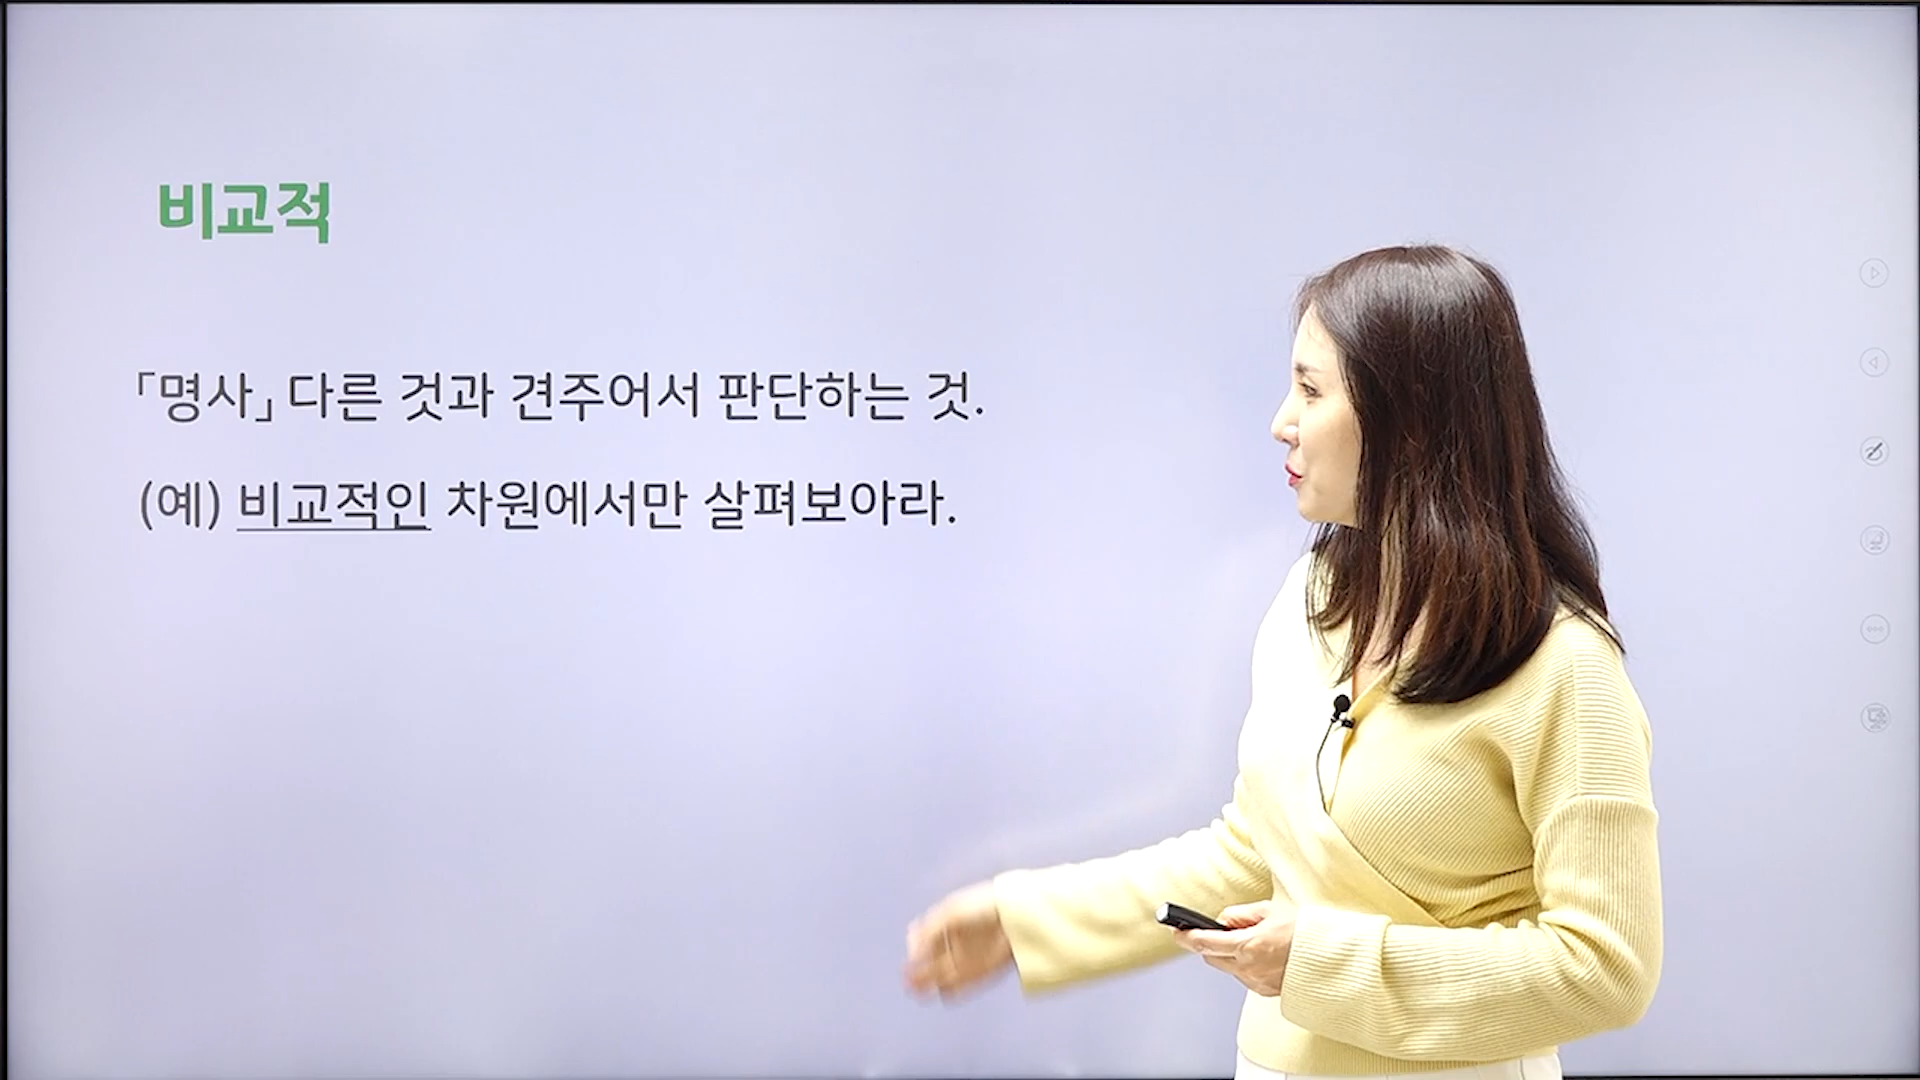 비교적
「명사」 다른 것과 견주어서 판단하는 것.
(예) 비교적인 차원에서만 살펴보아라.